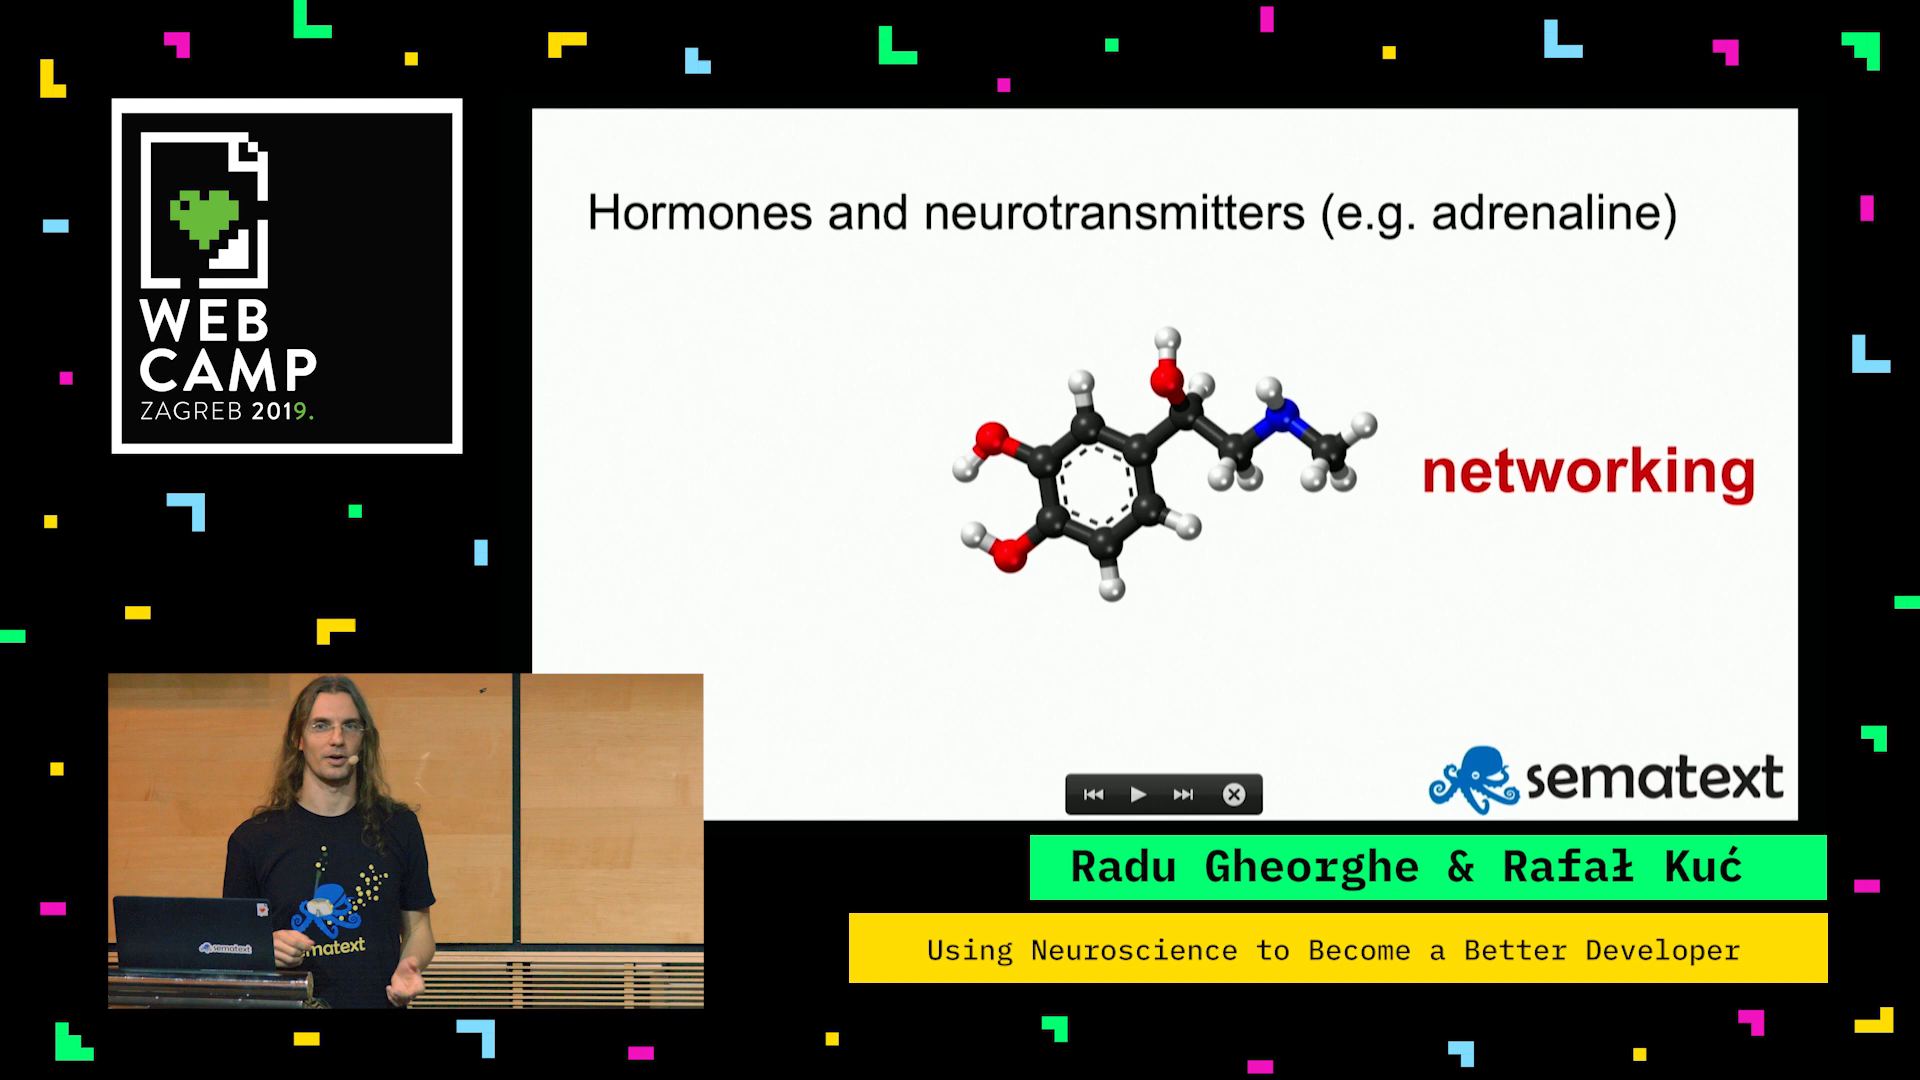 WEB
CAMP
ZAGREB 2019.
Hormones and neurotransmitters (e.g. adrenaline)
networking
sematext
sematext
matext
Radu Gheorghe & Rafał Kuć
Using Neuroscience to Become a Better Developer